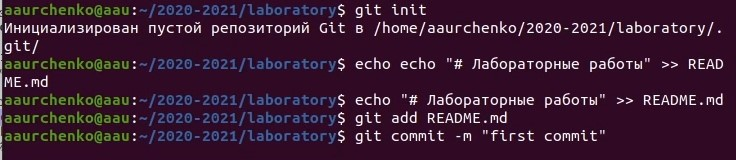 aaurchenko@aau:~/2020-2021/laboratory$ git init
Инициализирован пустой репозиторий Git в /home/aaurchenko/2020-2021/laboratory/.
git/
aaurchenko@aau:~/2020-2021/laboratory$ echo echo "# Лабораторные работы" >> READ
ME.md
aaurchenko@aau:~/2020-2021/laboratory$ echo "# Лабораторные работы" >> README.md
aaurchenko@aau:~/2020-2021/laboratory$ git add README.md
aaurchenko@aau:~/2020-2021/laboratory$ git commit -m "first commit"